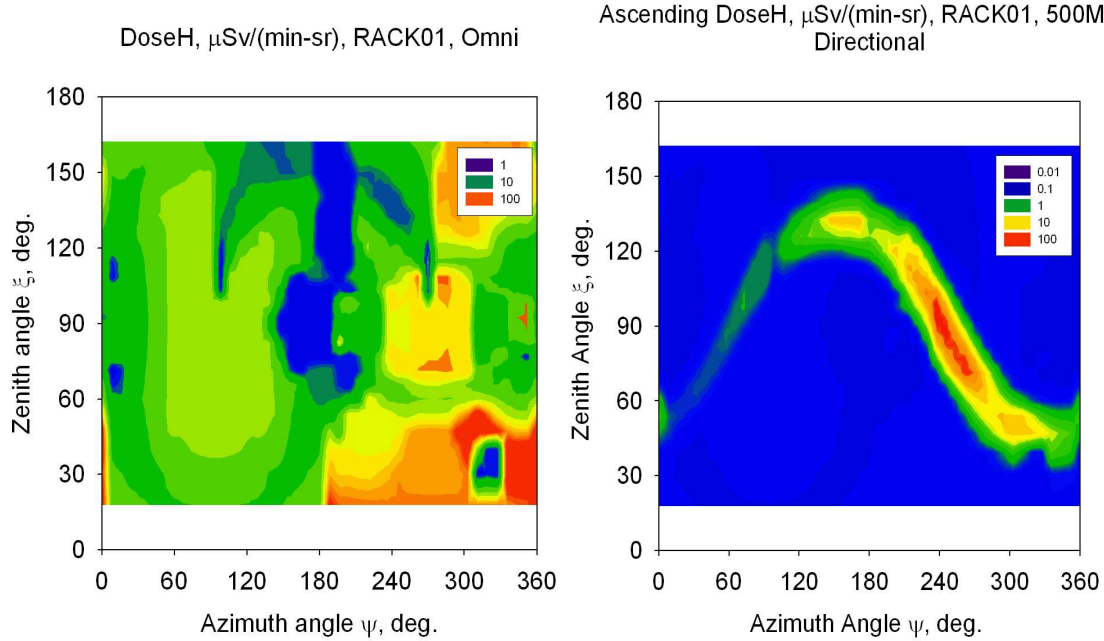 DoseH, μSv/(min-sr), RACK01, Omni
180
150
120
90
60
30
0
Zenith angle ξ, deg.
1
10
100
0 60 120 180 240 300 360
Azimuth angle ψ, deg.
Ascending DoseH, μSv/(min-sr), RACK01, 500M
Directional
180
150
120
90
60
30
0
Zenith Angle ξ, deg.
0.01
0.1
1
10
100
0 60 120 180 240 300 360
Azimuth Angle ψ, deg.